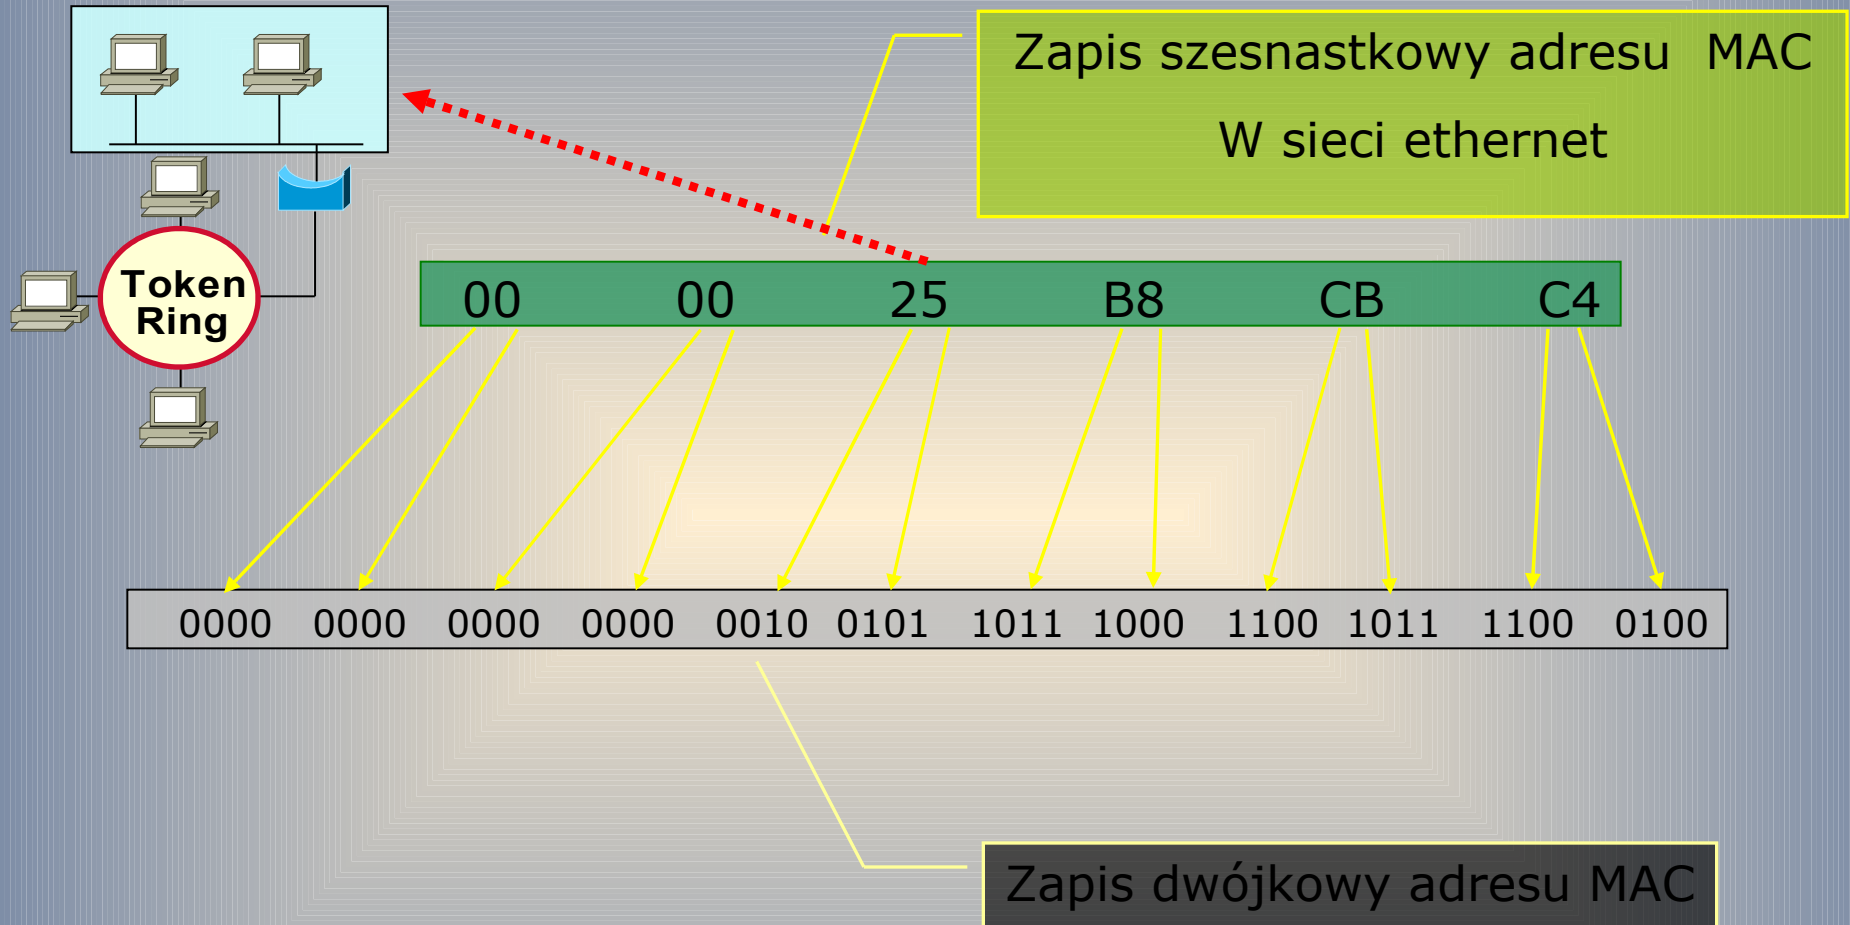 Zapis szesnastkowy adresu MAC
W sieci ethernet
Token
Ring
00 00 25 B8 CB C4
0000 0000 0000 0000 0010 0101 1011 1000 1100 1011 1100 0100
Zapis dwójkowy adresu MAC